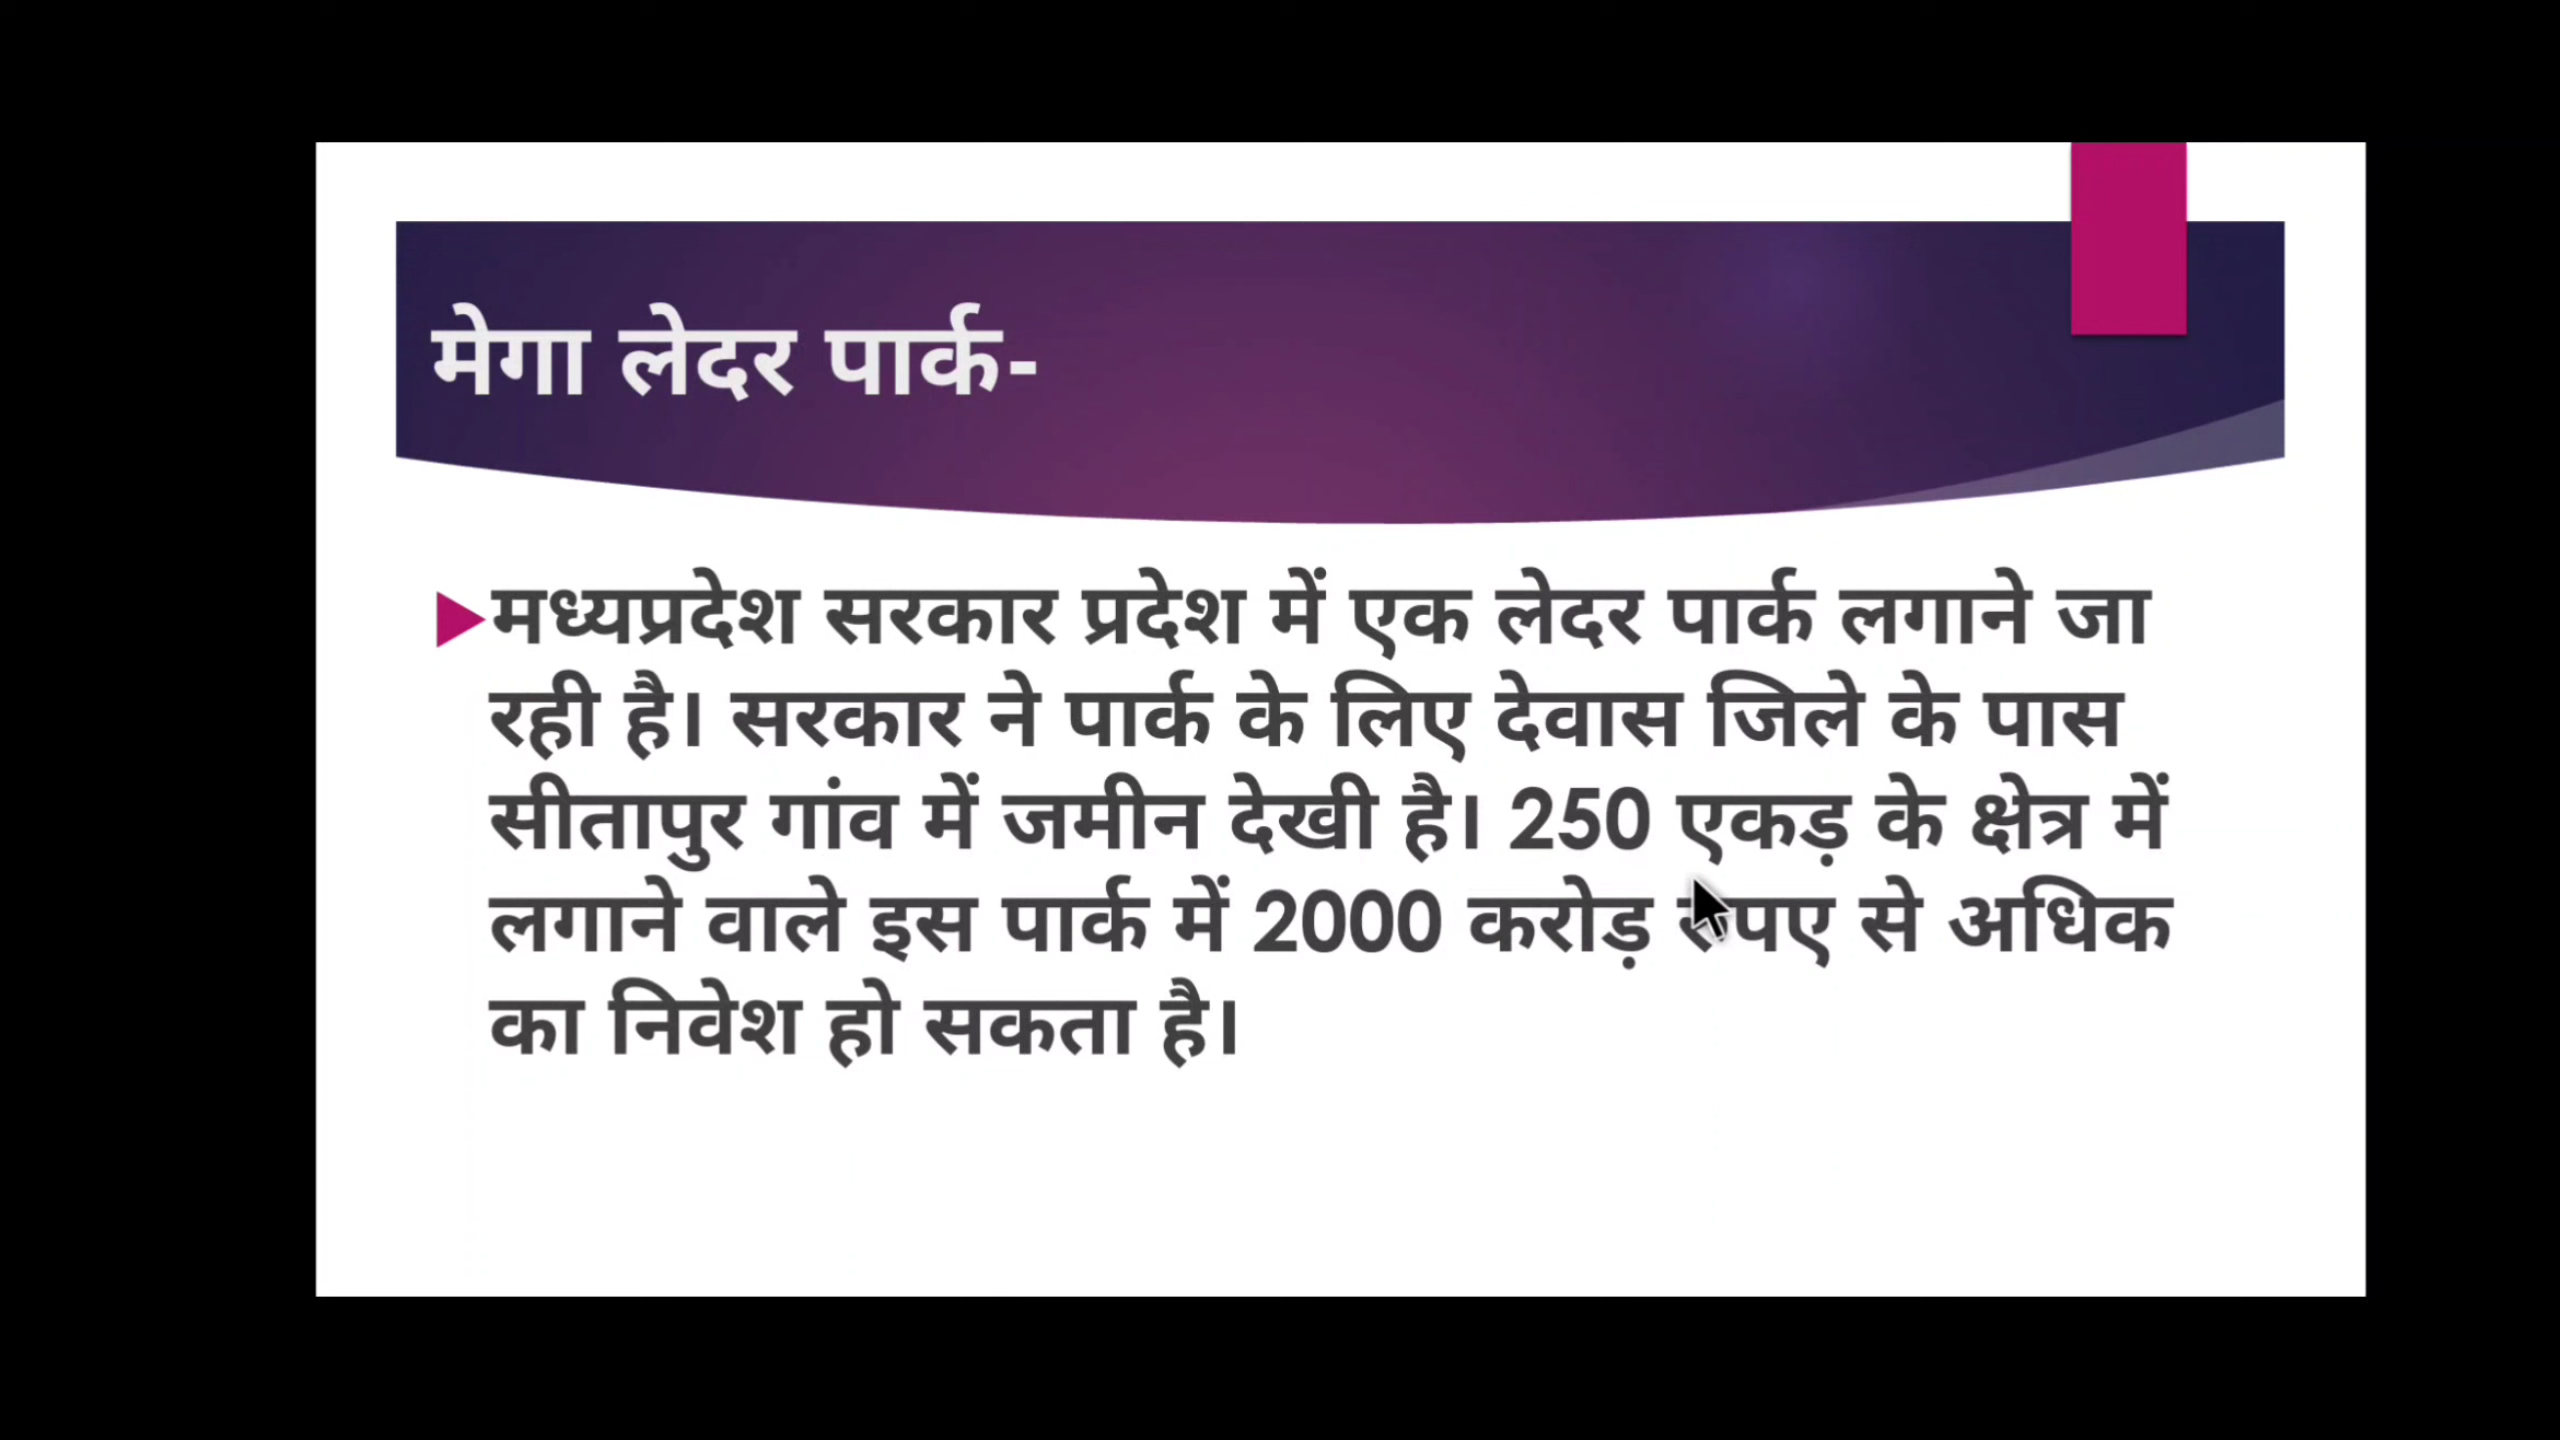 मेगा लेदर पार्क-
मध्यप्रदेश सरकार प्रदेश में एक लेदर पार्क लगाने जा
रही है। सरकार ने पार्क के लिए देवास जिले के पास
सीतापुर गांव में जमीन देखी है। 250 एकड़ के क्षेत्र में
लगाने वाले इस पार्क में 2000 करोड़ रुपए से अधिक
का निवेश हो सकता है।